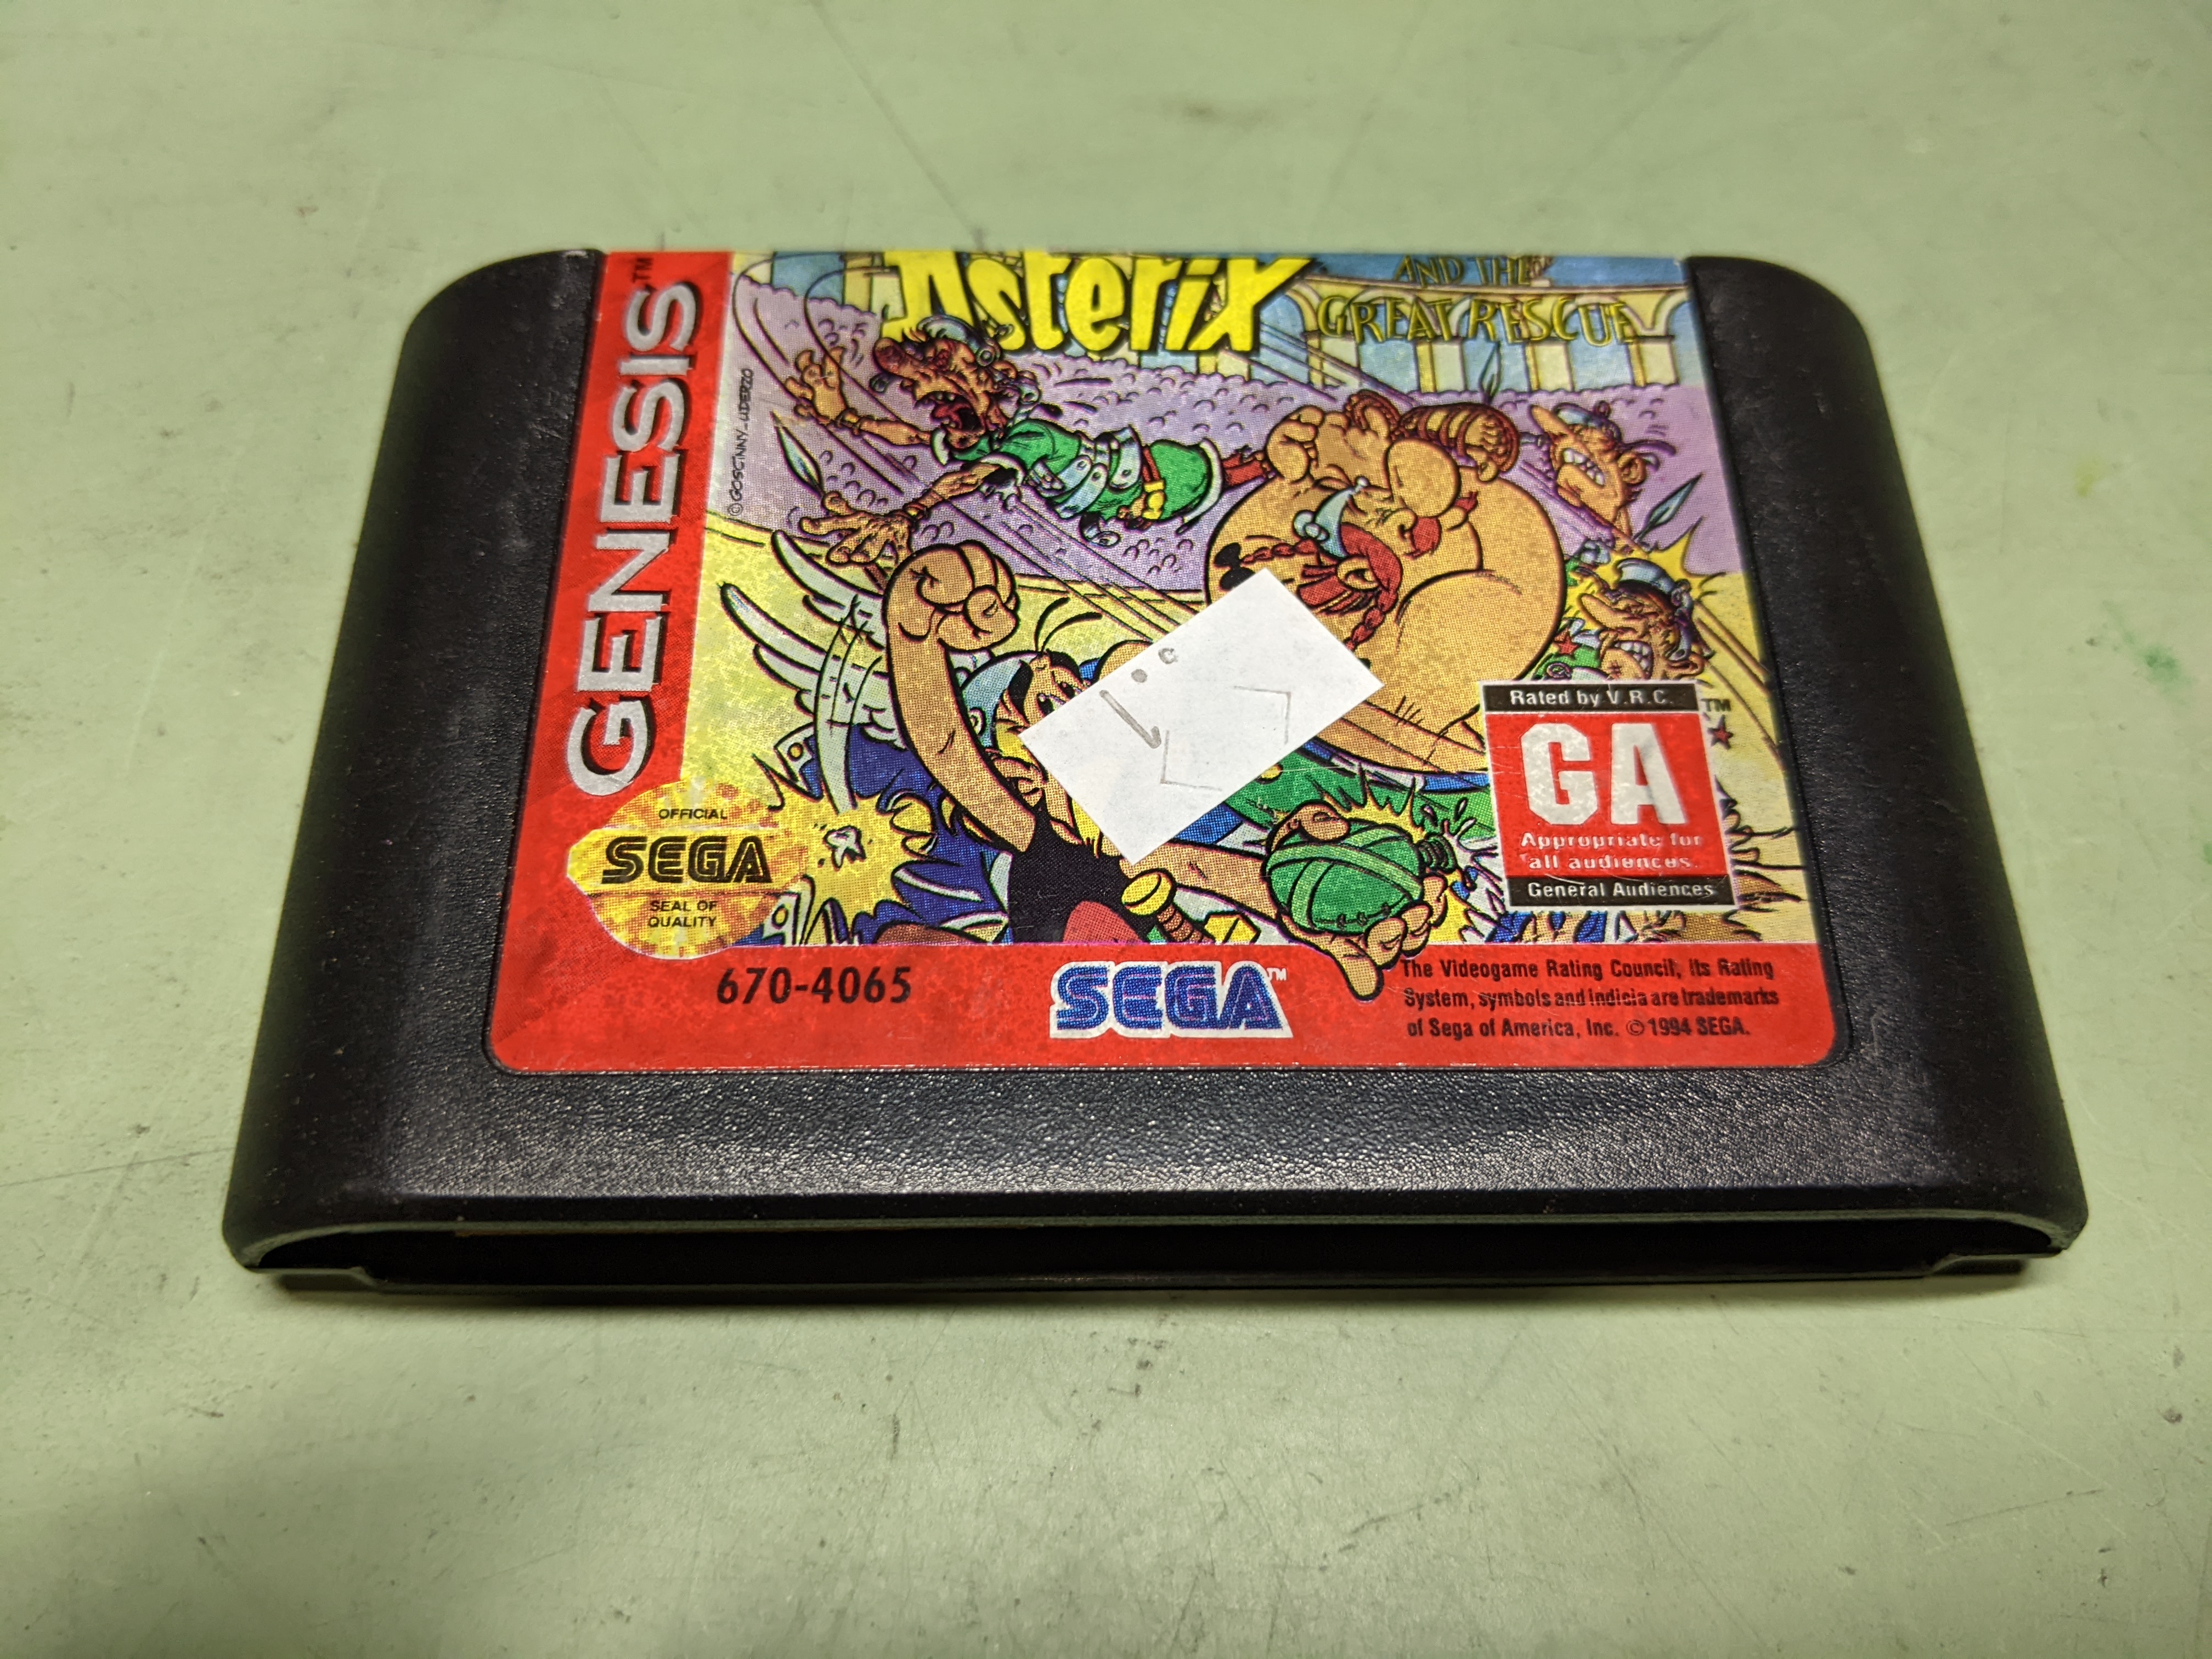 GENESIS™
Asterix
AND THE
GREAT RESCUE
© GOSCINNY_UDERZO
Rated by V.R.C.
TM
GA
Appropriate for
all audiences.
General Audiences
OFFICIAL
SEGA
SEAL OF
QUALITY
670-4065
SEGA™
The Videogame Rating Council, Its Rating
System, symbols and indicia are trademarks
of Sega of America, Inc. © 1994 SEGA.